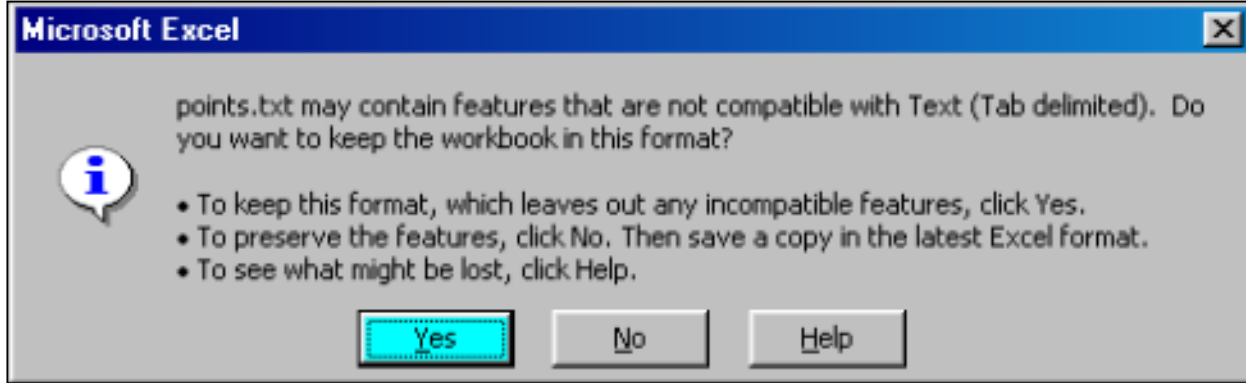 Microsoft Excel
points.txt may contain features that are not compatible with Text (Tab delimited).  Do
you want to keep the workbook in this format?
• To keep this format, which leaves out any incompatible features, click Yes.
• To preserve the features, click No. Then save a copy in the latest Excel format.
• To see what might be lost, click Help.
Yes No Help